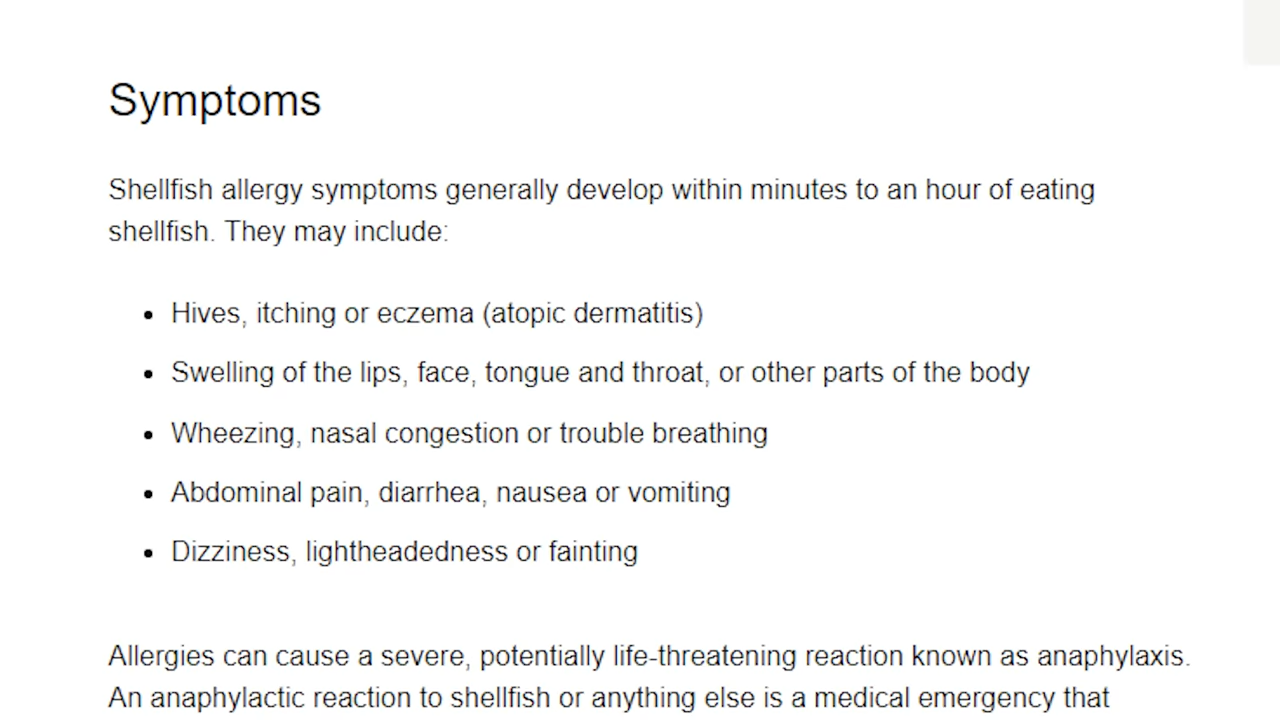 Symptoms
Shellfish allergy symptoms generally develop within minutes to an hour of eating
shellfish. They may include:
• Hives, itching or eczema (atopic dermatitis)
• Swelling of the lips, face, tongue and throat, or other parts of the body
• Wheezing, nasal congestion or trouble breathing
• Abdominal pain, diarrhea, nausea or vomiting
• Dizziness, lightheadedness or fainting
Allergies can cause a severe, potentially life-threatening reaction known as anaphylaxis.
An anaphylactic reaction to shellfish or anything else is a medical emergency that